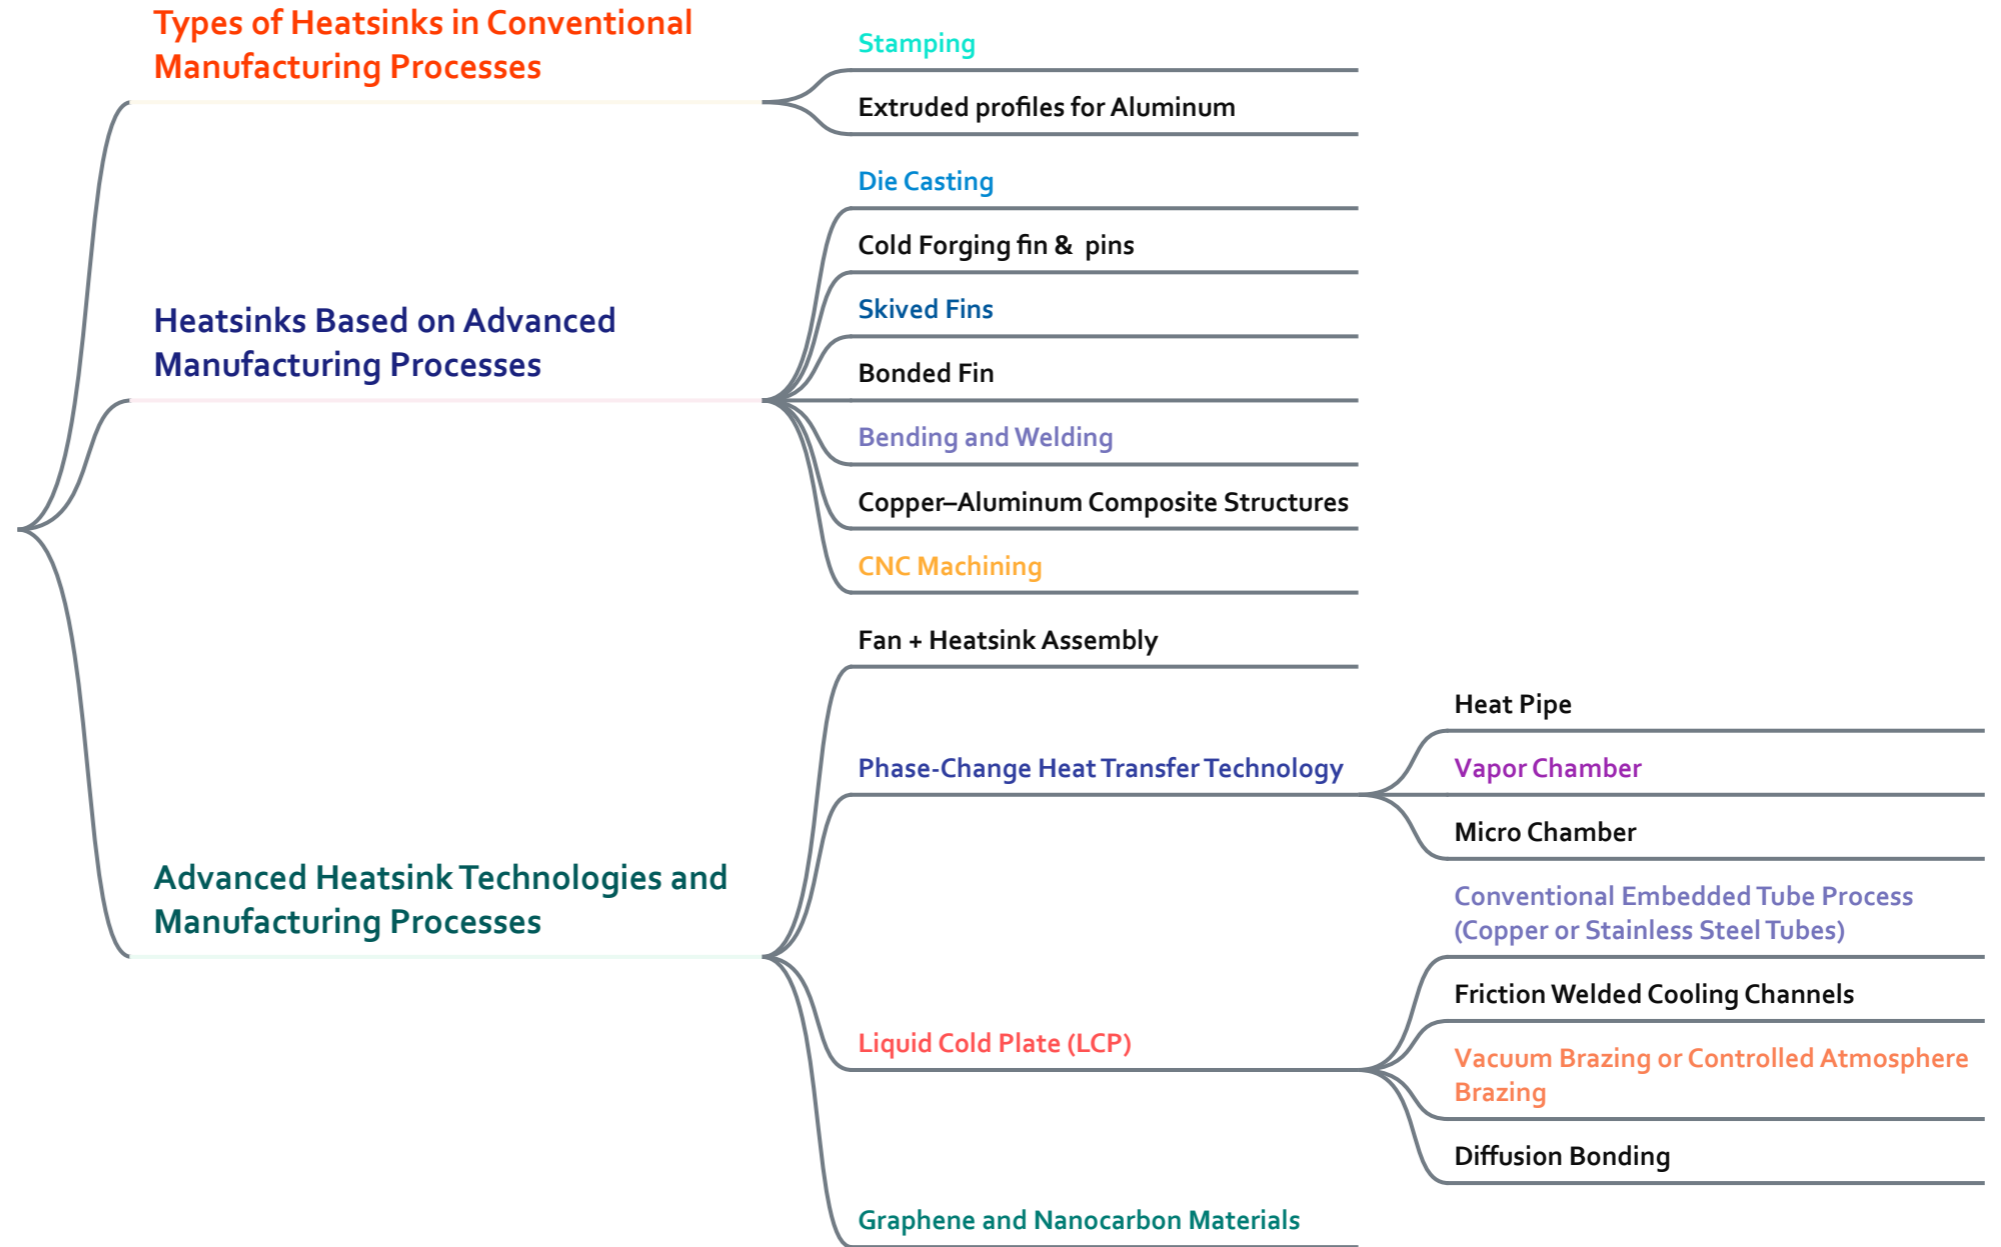 Types of Heatsinks in Conventional
Manufacturing Processes
Stamping
Extruded profiles for Aluminum
Heatsinks Based on Advanced
Manufacturing Processes
Die Casting
Cold Forging fin &  pins
Skived Fins
Bonded Fin
Bending and Welding
Copper–Aluminum Composite Structures
CNC Machining
Advanced Heatsink Technologies and
Manufacturing Processes
Fan + Heatsink Assembly
Phase-Change Heat Transfer Technology
Heat Pipe
Vapor Chamber
Micro Chamber
Liquid Cold Plate (LCP)
Conventional Embedded Tube Process
(Copper or Stainless Steel Tubes)
Friction Welded Cooling Channels
Vacuum Brazing or Controlled Atmosphere
Brazing
Diffusion Bonding
Graphene and Nanocarbon Materials